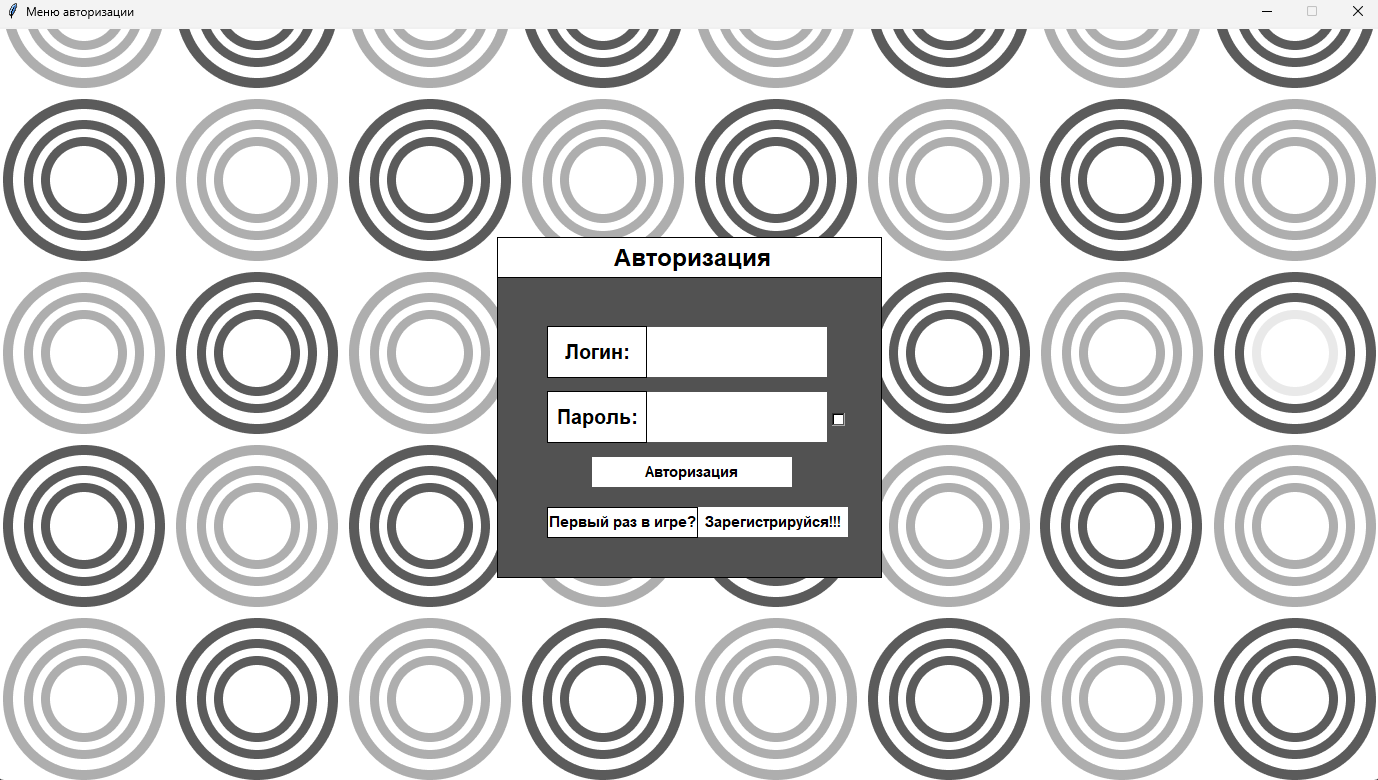 Меню авторизации
Авторизация
Логин:
Пароль:
Авторизация
Первый раз в игре? Зарегистрируйся!!!